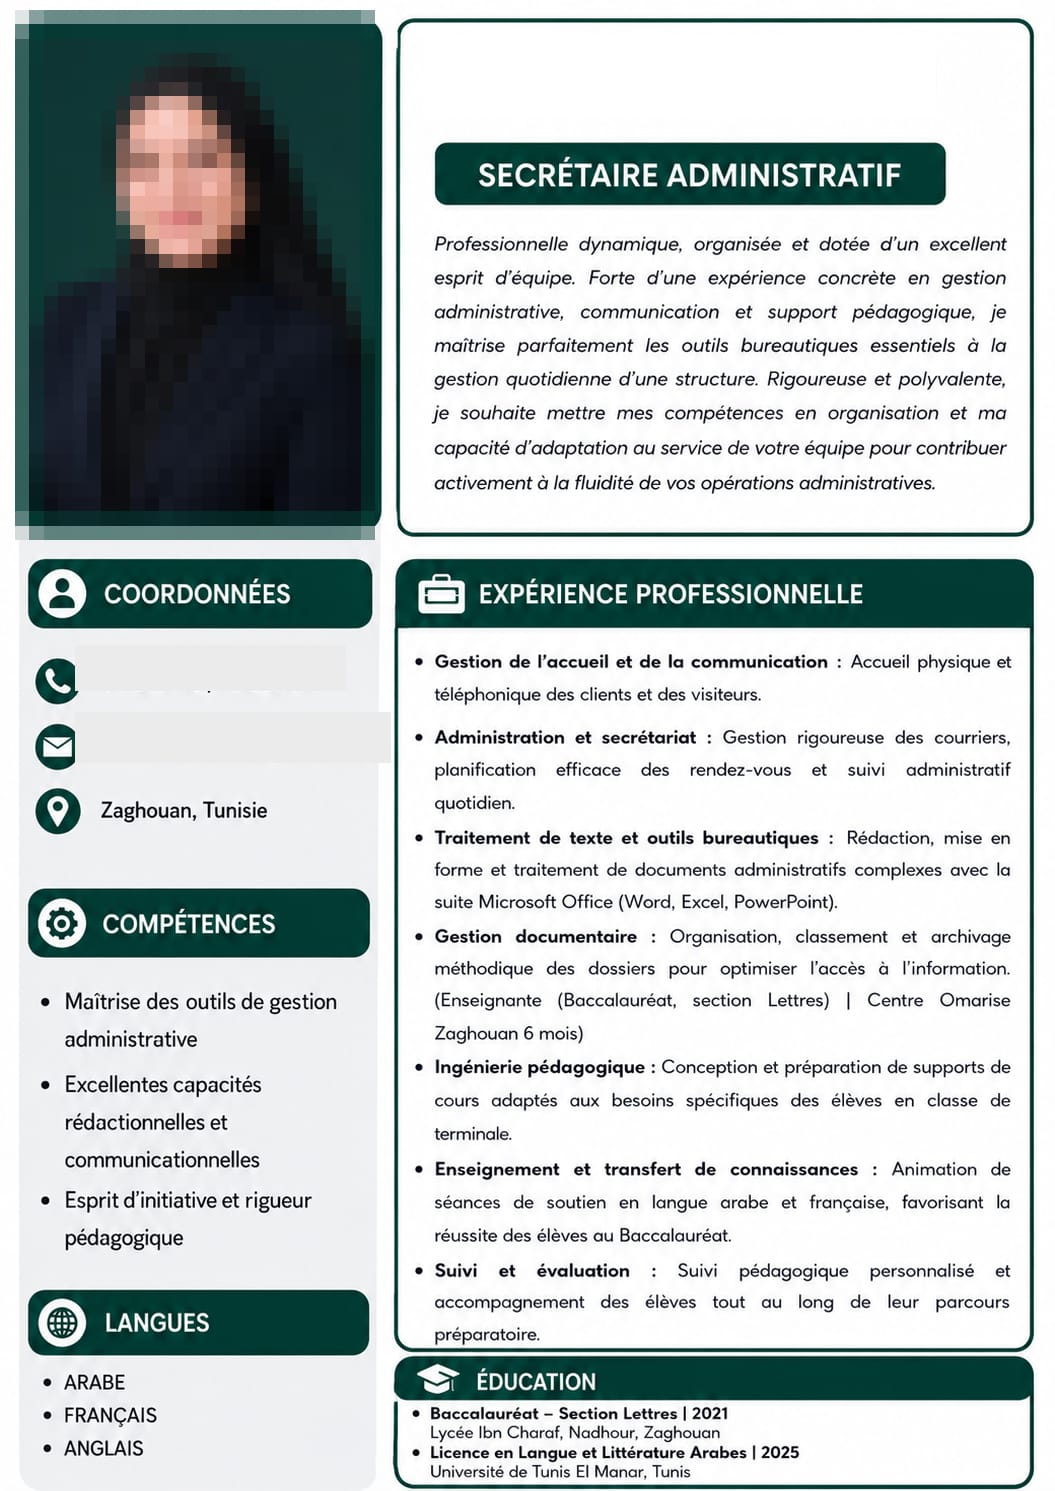 SECRÉTAIRE ADMINISTRATIF
Professionnelle dynamique, organisée et dotée d'un excellent
esprit d'équipe. Forte d'une expérience concrète en gestion
administrative, communication et support pédagogique, je
maîtrise parfaitement les outils bureautiques essentiels à la
gestion quotidienne d'une structure. Rigoureuse et polyvalente,
je souhaite mettre mes compétences en organisation et ma
capacité d'adaptation au service de votre équipe pour contribuer
activement à la fluidité de vos opérations administratives.
COORDONNÉES
Zaghouan, Tunisie
COMPÉTENCES
• Maîtrise des outils de gestion
administrative
• Excellentes capacités
rédactionnelles et
communicationnelles
• Esprit d'initiative et rigueur
pédagogique
LANGUES
• ARABE
• FRANÇAIS
• ANGLAIS
EXPÉRIENCE PROFESSIONNELLE
• Gestion de l'accueil et de la communication : Accueil physique et
téléphonique des clients et des visiteurs.
• Administration et secrétariat : Gestion rigoureuse des courriers,
planification efficace des rendez-vous et suivi administratif
quotidien.
• Traitement de texte et outils bureautiques : Rédaction, mise en
forme et traitement de documents administratifs complexes avec la
suite Microsoft Office (Word, Excel, PowerPoint).
• Gestion documentaire : Organisation, classement et archivage
méthodique des dossiers pour optimiser l'accès à l'information.
(Enseignante (Baccalauréat, section Lettres) | Centre Omarise
Zaghouan 6 mois)
• Ingénierie pédagogique : Conception et préparation de supports de
cours adaptés aux besoins spécifiques des élèves en classe de
terminale.
• Enseignement et transfert de connaissances : Animation de
séances de soutien en langue arabe et française, favorisant la
réussite des élèves au Baccalauréat.
• Suivi et évaluation : Suivi pédagogique personnalisé et
accompagnement des élèves tout au long de leur parcours
préparatoire.
ÉDUCATION
• Baccalauréat – Section Lettres | 2021
Lycée Ibn Charaf, Nadhour, Zaghouan
• Licence en Langue et Littérature Arabes | 2025
Université de Tunis El Manar, Tunis